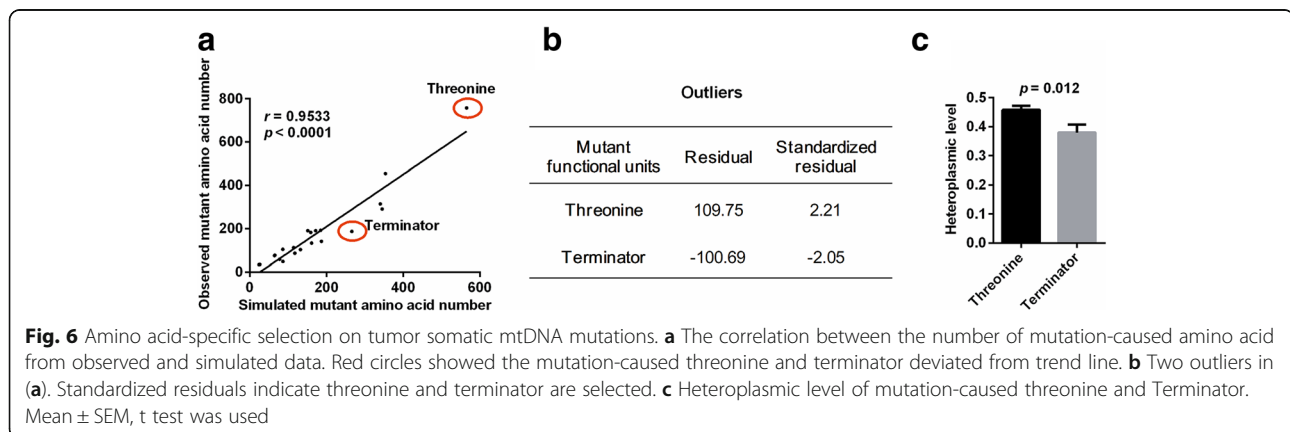 a
Observed mutant amino acid number
800
600
400
200
0
r = 0.9533
p < 0.0001
Threonine
Terminator
0
200
400
600
Simulated mutant amino acid number
b
Outliers
Mutant functional units
Residual
Standardized residual
Threonine
109.75
2.21
Terminator
-100.69
-2.05
c
p = 0.012
Heteroplasmic level
0.5
0.4
0.3
0.2
0.1
0.0
Threonine
Terminator
Fig. 6 Amino acid-specific selection on tumor somatic mtDNA mutations. a The correlation between the number of mutation-caused amino acid
from observed and simulated data. Red circles showed the mutation-caused threonine and terminator deviated from trend line. b Two outliers in
(a). Standardized residuals indicate threonine and terminator are selected. c Heteroplasmic level of mutation-caused threonine and Terminator.
Mean ± SEM, t test was used